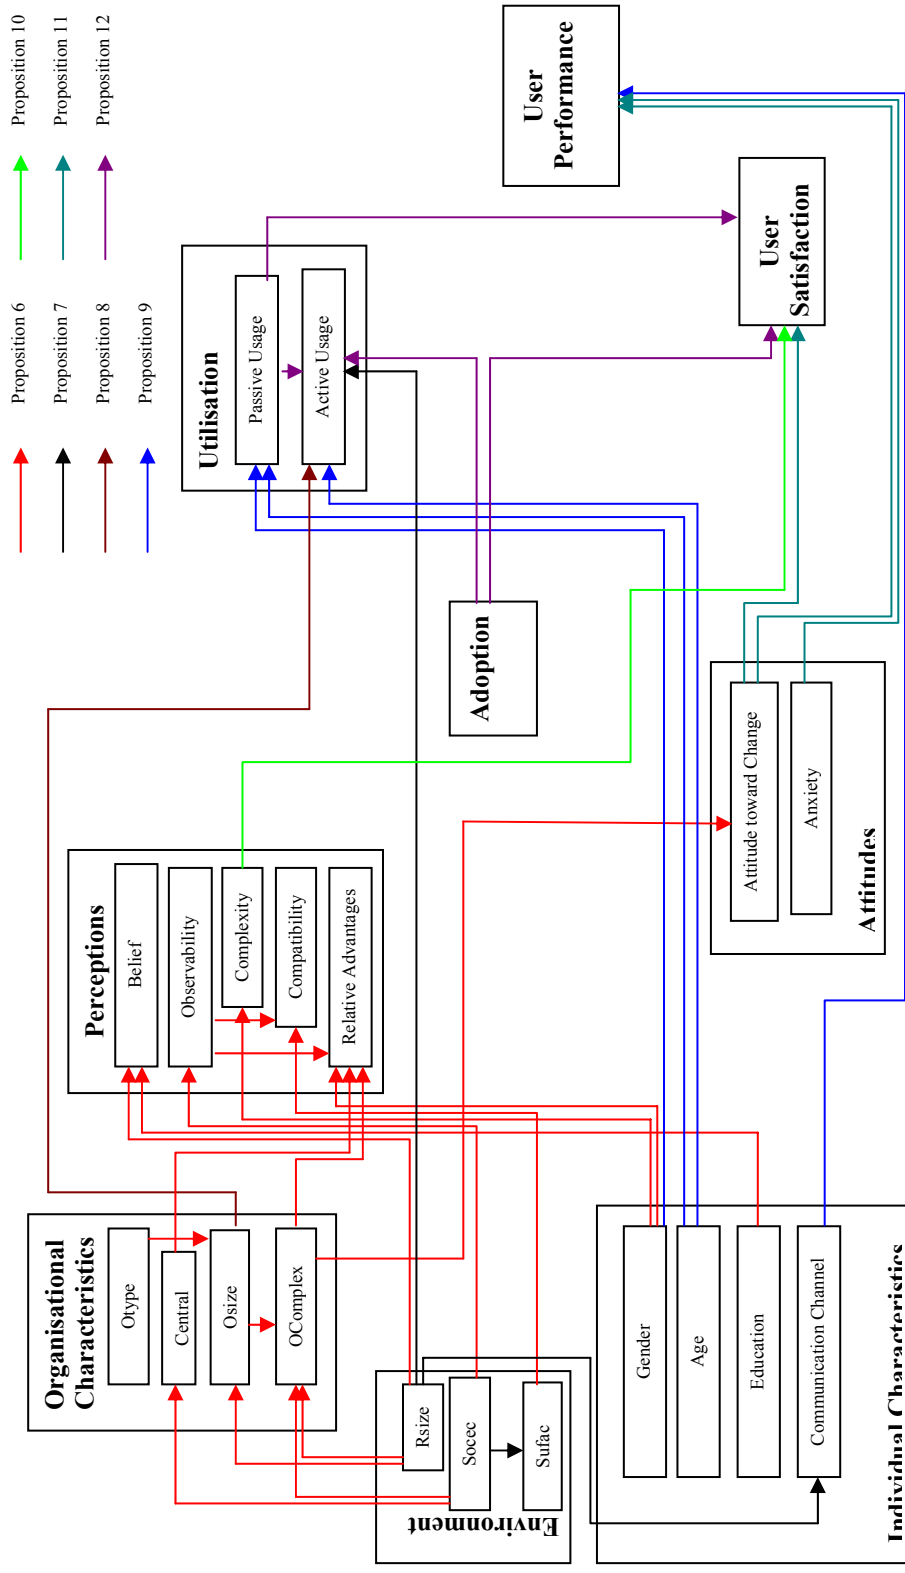 Proposition 6
Proposition 7
Proposition 8
Proposition 9
Proposition 10
Proposition 11
Proposition 12
Organisational
Characteristics
Otype
Central
Osize
OComplex
Perceptions
Belief
Observability
Complexity
Compatibility
Relative Advantages
Utilisation
Passive Usage
Active Usage
User
Performance
Environment
Rsize
Socec
Sufac
Adoption
User
Satisfaction
Gender
Age
Education
Communication Channel
Individual Characteristics
Attitude toward Change
Anxiety
Attitudes